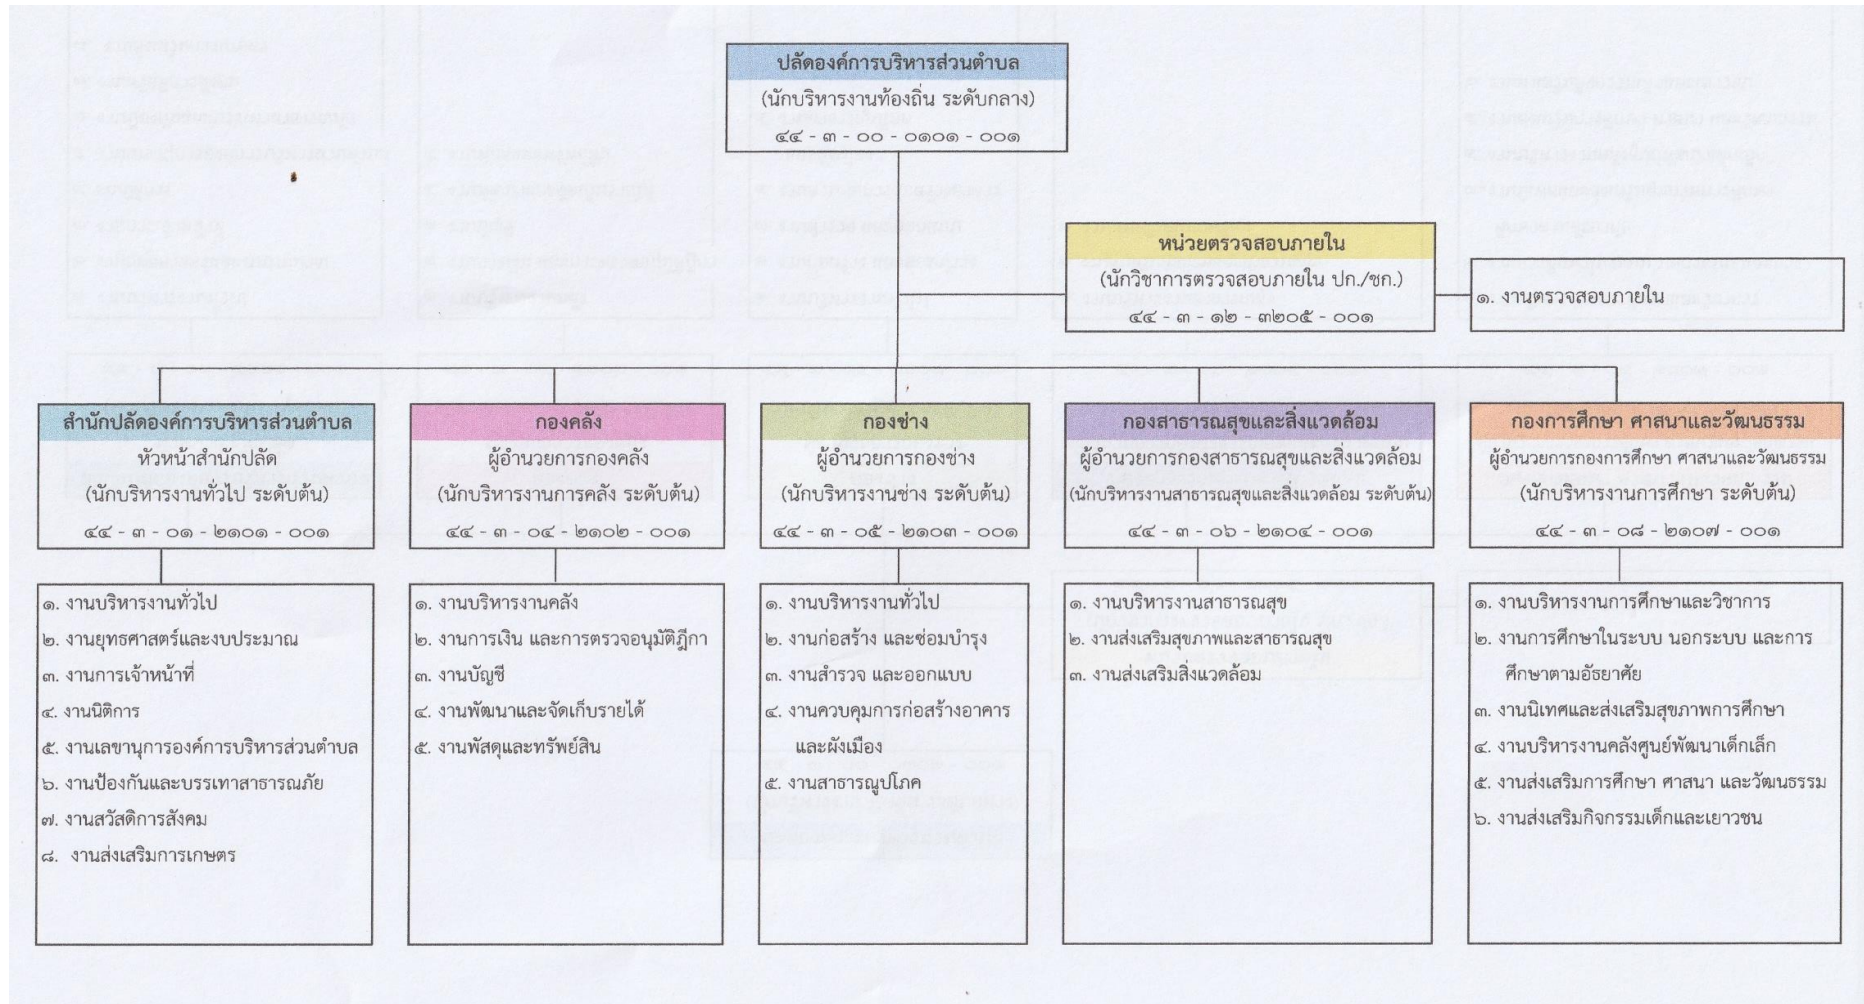 ปลัดองค์การบริหารส่วนตำบล
(นักบริหารงานท้องถิ่น ระดับกลาง)
๔๔ - ๓ - ๐๐ - ๐๑๐๑ - ๐๐๑
หน่วยตรวจสอบภายใน
(นักวิชาการตรวจสอบภายใน ปก./ชก.)
๔๔ - ๓ - ๑๒ - ๓๒๐๕ - ๐๐๑
๑. งานตรวจสอบภายใน
สำนักปลัดองค์การบริหารส่วนตำบล
หัวหน้าสำนักปลัด
(นักบริหารงานทั่วไป ระดับต้น)
๔๔ - ๓ - ๐๑ - ๒๑๐๑ - ๐๐๑
๑. งานบริหารงานทั่วไป
๒. งานยุทธศาสตร์และงบประมาณ
๓. งานการเจ้าหน้าที่
๔. งานนิติการ
๕. งานเลขานุการองค์การบริหารส่วนตำบล
๖. งานป้องกันและบรรเทาสาธารณภัย
๗. งานสวัสดิการสังคม
๘. งานส่งเสริมการเกษตร
กองคลัง
ผู้อำนวยการกองคลัง
(นักบริหารงานการคลัง ระดับต้น)
๔๔ - ๓ - ๐๔ - ๒๑๐๒ - ๐๐๑
๑. งานบริหารงานคลัง
๒. งานการเงิน และการตรวจอนุมัติฎีกา
๓. งานบัญชี
๔. งานพัฒนาและจัดเก็บรายได้
๕. งานพัสดุและทรัพย์สิน
กองช่าง
ผู้อำนวยการกองช่าง
(นักบริหารงานช่าง ระดับต้น)
๔๔ - ๓ - ๐๕ - ๒๑๐๓ - ๐๐๑
๑. งานบริหารงานทั่วไป
๒. งานก่อสร้าง และซ่อมบำรุง
๓. งานสำรวจ และออกแบบ
๔. งานควบคุมการก่อสร้างอาคาร
และผังเมือง
๕. งานสาธารณูปโภค
กองสาธารณสุขและสิ่งแวดล้อม
ผู้อำนวยการกองสาธารณสุขและสิ่งแวดล้อม
(นักบริหารงานสาธารณสุขและสิ่งแวดล้อม ระดับต้น)
๔๔ - ๓ - ๐๖ - ๒๑๐๔ - ๐๐๑
๑. งานบริหารงานสาธารณสุข
๒. งานส่งเสริมสุขภาพและสาธารณสุข
๓. งานส่งเสริมสิ่งแวดล้อม
กองการศึกษา ศาสนาและวัฒนธรรม
ผู้อำนวยการกองการศึกษา ศาสนาและวัฒนธรรม
(นักบริหารงานการศึกษา ระดับต้น)
๔๔ - ๓ - ๐๘ - ๒๑๐๗ - ๐๐๑
๑. งานบริหารงานการศึกษาและวิชาการ
๒. งานการศึกษาในระบบ นอกระบบ และการ
ศึกษาตามอัธยาศัย
๓. งานนิเทศและส่งเสริมสุขภาพการศึกษา
๔. งานบริหารงานคลังศูนย์พัฒนาเด็กเล็ก
๕. งานส่งเสริมการศึกษา ศาสนา และวัฒนธรรม
๖. งานส่งเสริมกิจกรรมเด็กและเยาวชน